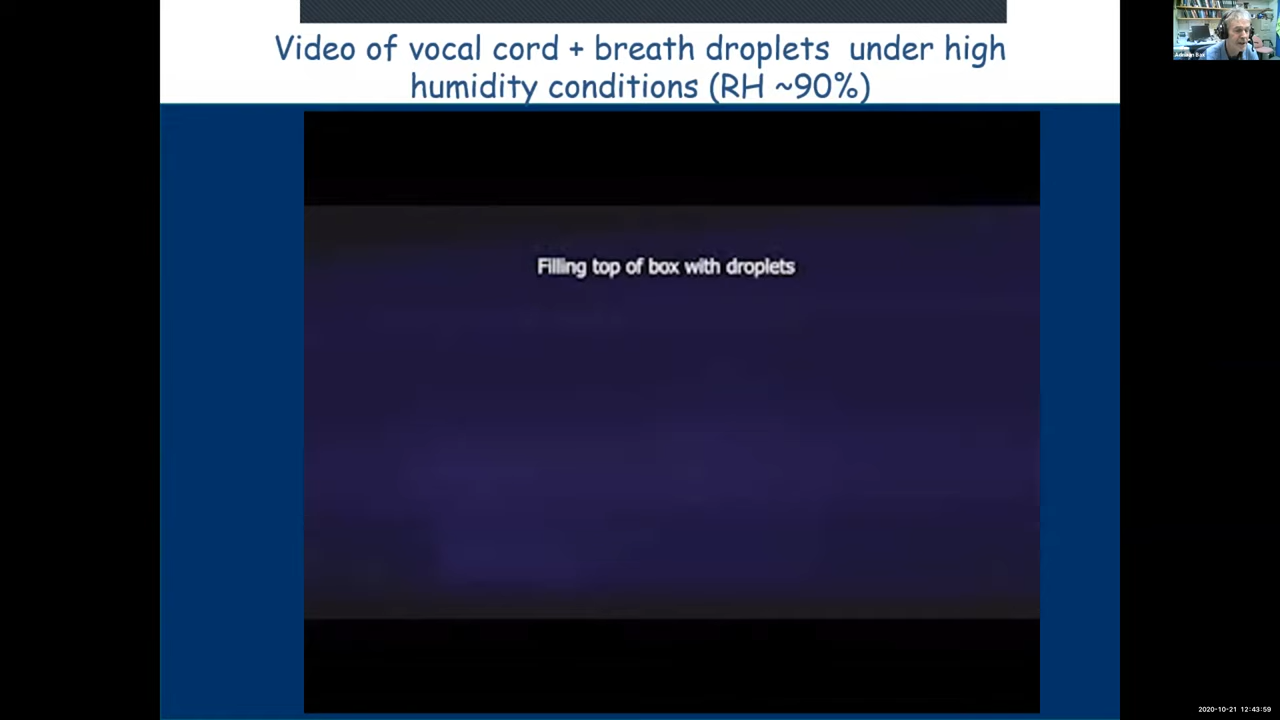 Video of vocal cord + breath droplets under high
humidity conditions (RH ~90%)
Filling top of box with droplets
2020-10-21 12:43:59